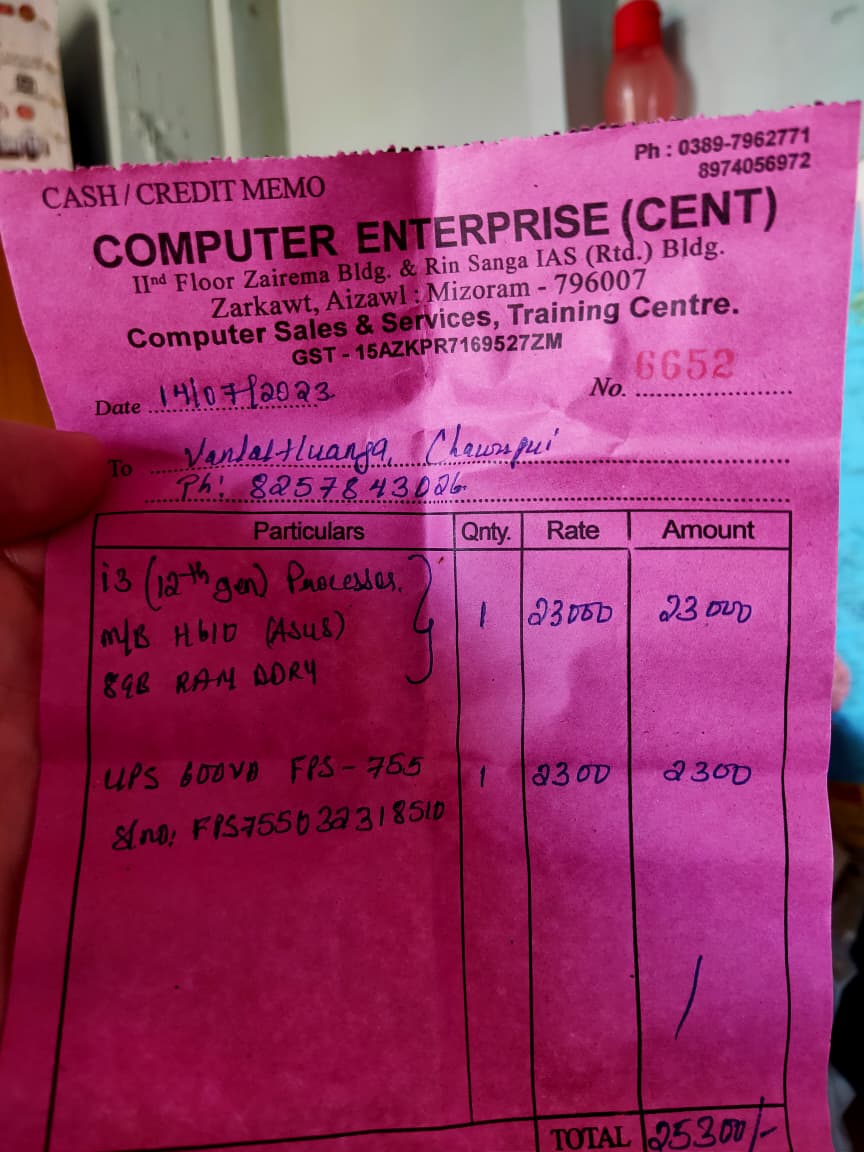 Ph : 0389-7962771
8974056972
CASH / CREDIT MEMO
COMPUTER ENTERPRISE (CENT)
IInd Floor Zairema Bldg. & Rin Sanga IAS (Rtd.) Bldg.
Zarkawt, Aizawl : Mizoram - 796007
Computer Sales & Services, Training Centre.
GST - 15AZKPR7169527ZM
Date 14/07/2023 No. 6652
To Vanlalhluanga, Chawnpui
Ph: 8257843026
Particulars Qnty. Rate Amount
i3 (12th gen) Processor. 1 23000 23000
M/B H610 (ASUS)
8GB RAM DDR4
UPS 600VA FPS-755 1 2300 2300
S/no: FPS755032318510
TOTAL 25300/-